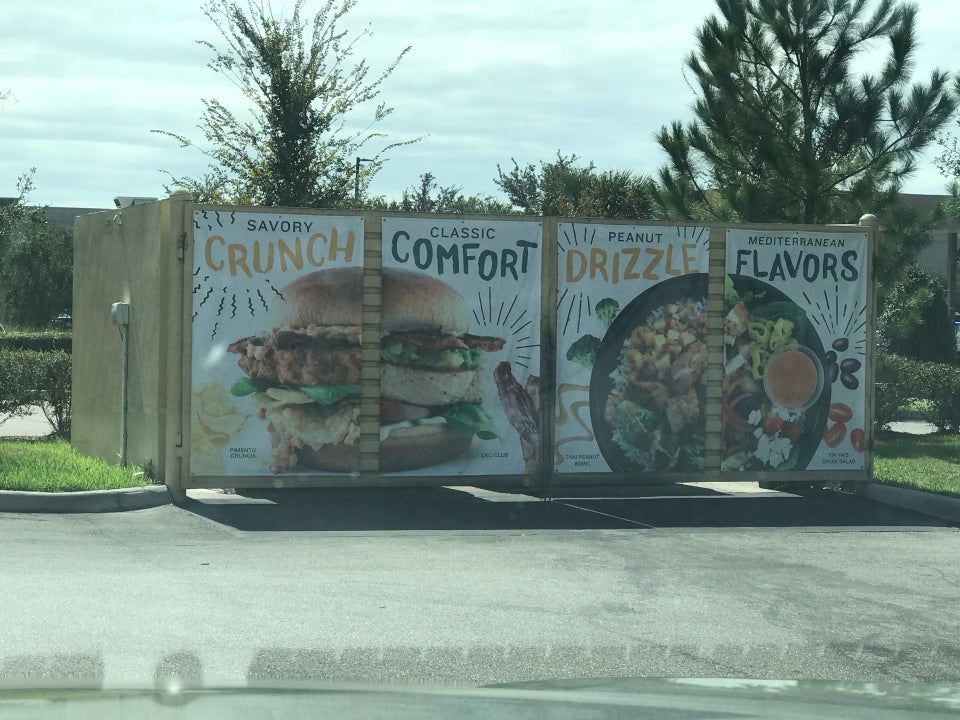 SAVORY
CRUNCH
PIMENTO
CRUNCH
CLASSIC
COMFORT
CALI CLUB
PEANUT
DRIZZLE
THAI PEANUT
BOWL
MEDITERRANEAN
FLAVORS
GREEK SALAD